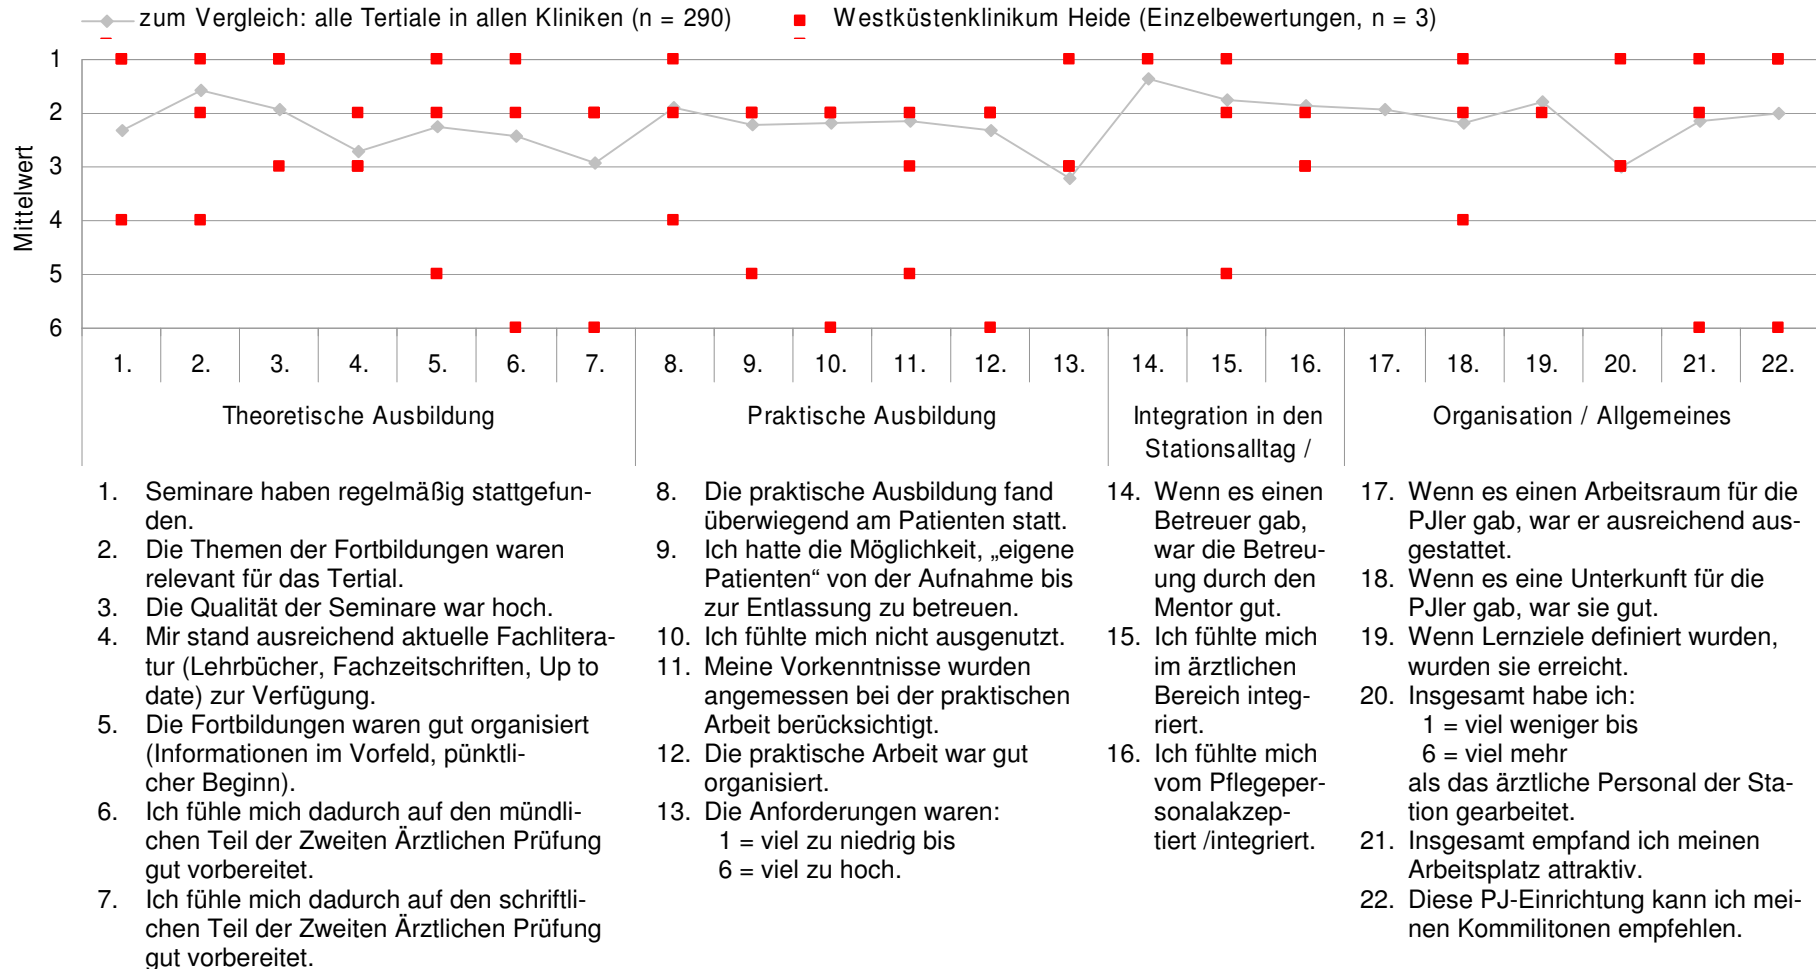 zum Vergleich: alle Tertiale in allen Kliniken (n = 290)
Westküstenklinikum Heide (Einzelbewertungen, n = 3)
Mittelwert
1
2
3
4
5
6
1. 2. 3. 4. 5. 6. 7. 8. 9. 10. 11. 12. 13. 14. 15. 16. 17. 18. 19. 20. 21. 22.
Theoretische Ausbildung
Praktische Ausbildung
Integration in den
Stationsalltag /
Organisation / Allgemeines
1. Seminare haben regelmäßig stattgefun-
den.
2. Die Themen der Fortbildungen waren
relevant für das Tertial.
3. Die Qualität der Seminare war hoch.
4. Mir stand ausreichend aktuelle Fachlitera-
tur (Lehrbücher, Fachzeitschriften, Up to
date) zur Verfügung.
5. Die Fortbildungen waren gut organisiert
(Informationen im Vorfeld, pünktli-
cher Beginn).
6. Ich fühle mich dadurch auf den mündli-
chen Teil der Zweiten Ärztlichen Prüfung
gut vorbereitet.
7. Ich fühle mich dadurch auf den schriftli-
chen Teil der Zweiten Ärztlichen Prüfung
gut vorbereitet.
8. Die praktische Ausbildung fand
überwiegend am Patienten statt.
9. Ich hatte die Möglichkeit, „eigene
Patienten“ von der Aufnahme bis
zur Entlassung zu betreuen.
10. Ich fühlte mich nicht ausgenutzt.
11. Meine Vorkenntnisse wurden
angemessen bei der praktischen
Arbeit berücksichtigt.
12. Die praktische Arbeit war gut
organisiert.
13. Die Anforderungen waren:
1 = viel zu niedrig bis
6 = viel zu hoch.
14. Wenn es einen
Betreuer gab,
war die Betreu-
ung durch den
Mentor gut.
15. Ich fühlte mich
im ärztlichen
Bereich integ-
riert.
16. Ich fühlte mich
vom Pflegeper-
sonalakzep-
tiert /integriert.
17. Wenn es einen Arbeitsraum für die
PJler gab, war er ausreichend aus-
gestattet.
18. Wenn es eine Unterkunft für die
PJler gab, war sie gut.
19. Wenn Lernziele definiert wurden,
wurden sie erreicht.
20. Insgesamt habe ich:
1 = viel weniger bis
6 = viel mehr
als das ärztliche Personal der Sta-
tion gearbeitet.
21. Insgesamt empfand ich meinen
Arbeitsplatz attraktiv.
22. Diese PJ-Einrichtung kann ich mei-
nen Kommilitonen empfehlen.